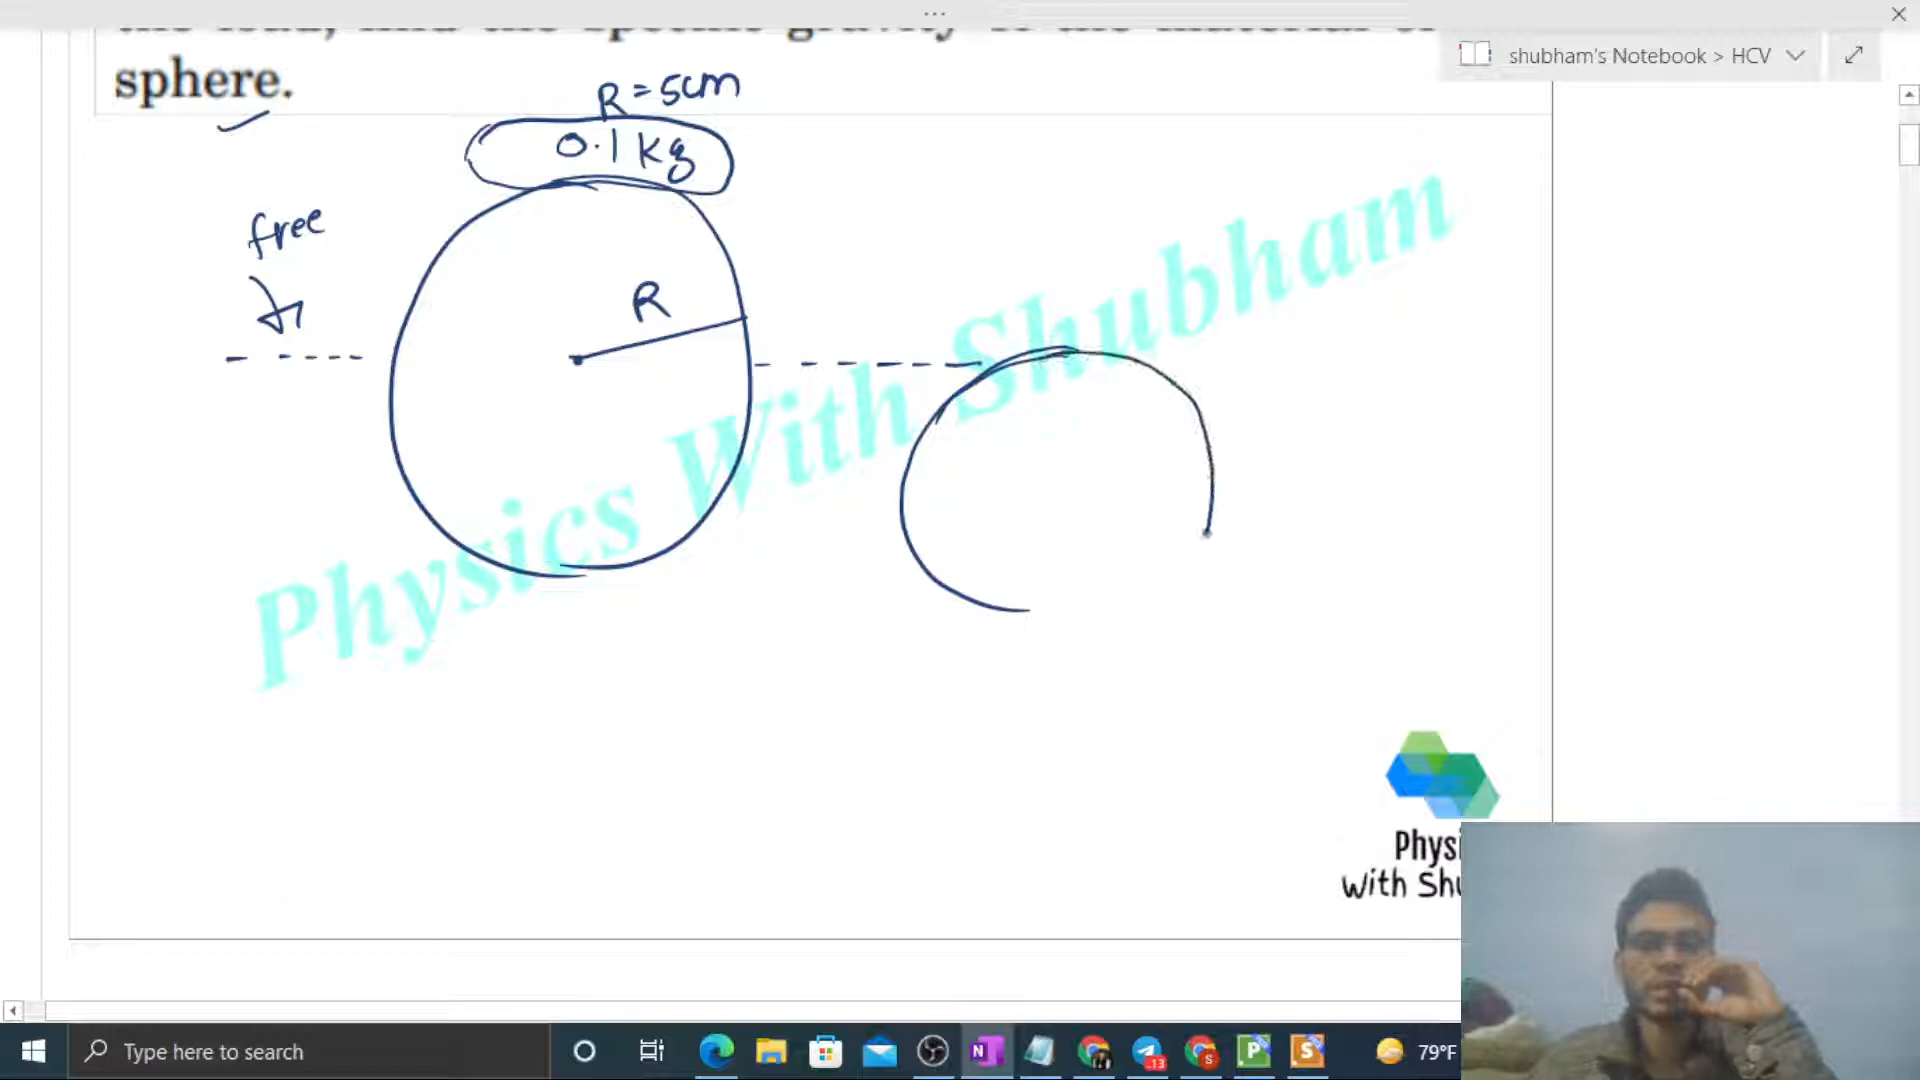 shubham's Notebook > HCV
sphere.
R = 5cm
0.1 kg
free
R
Physics With Shubham
Physi
With Shu
Type here to search
13
79°F